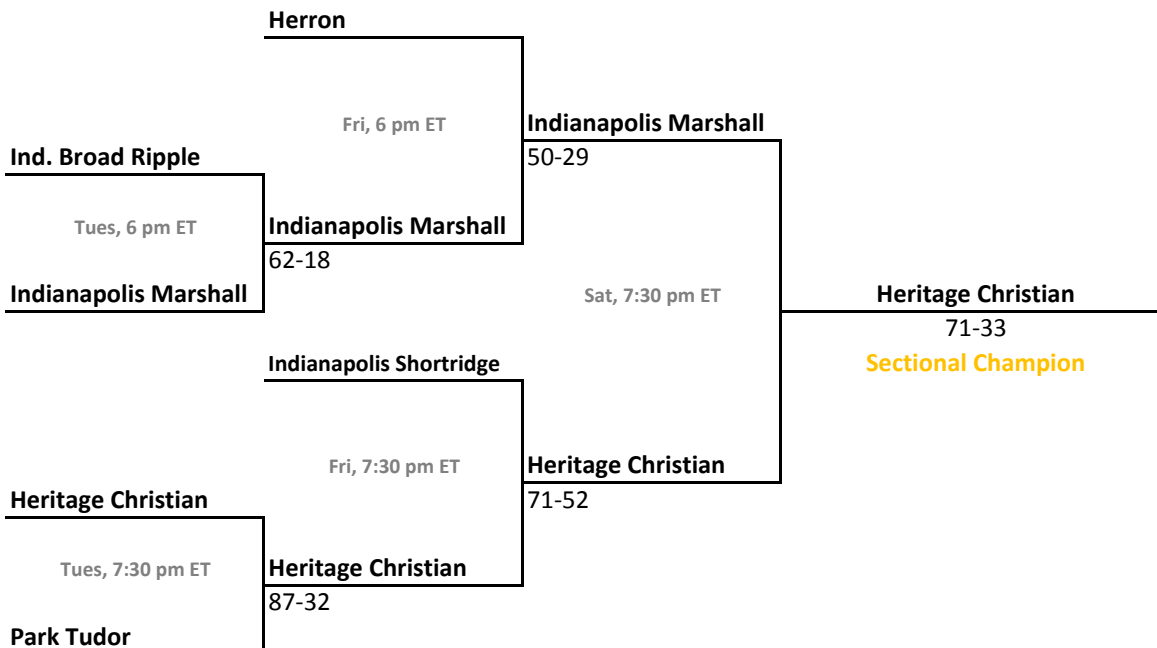 Herron
Fri, 6 pm ET
Indianapolis Marshall
Ind. Broad Ripple
50-29
Tues, 6 pm ET
Indianapolis Marshall
62-18
Indianapolis Marshall
Sat, 7:30 pm ET
Heritage Christian
71-33
Indianapolis Shortridge
Sectional Champion
Fri, 7:30 pm ET
Heritage Christian
Heritage Christian
71-52
Tues, 7:30 pm ET
Heritage Christian
87-32
Park Tudor